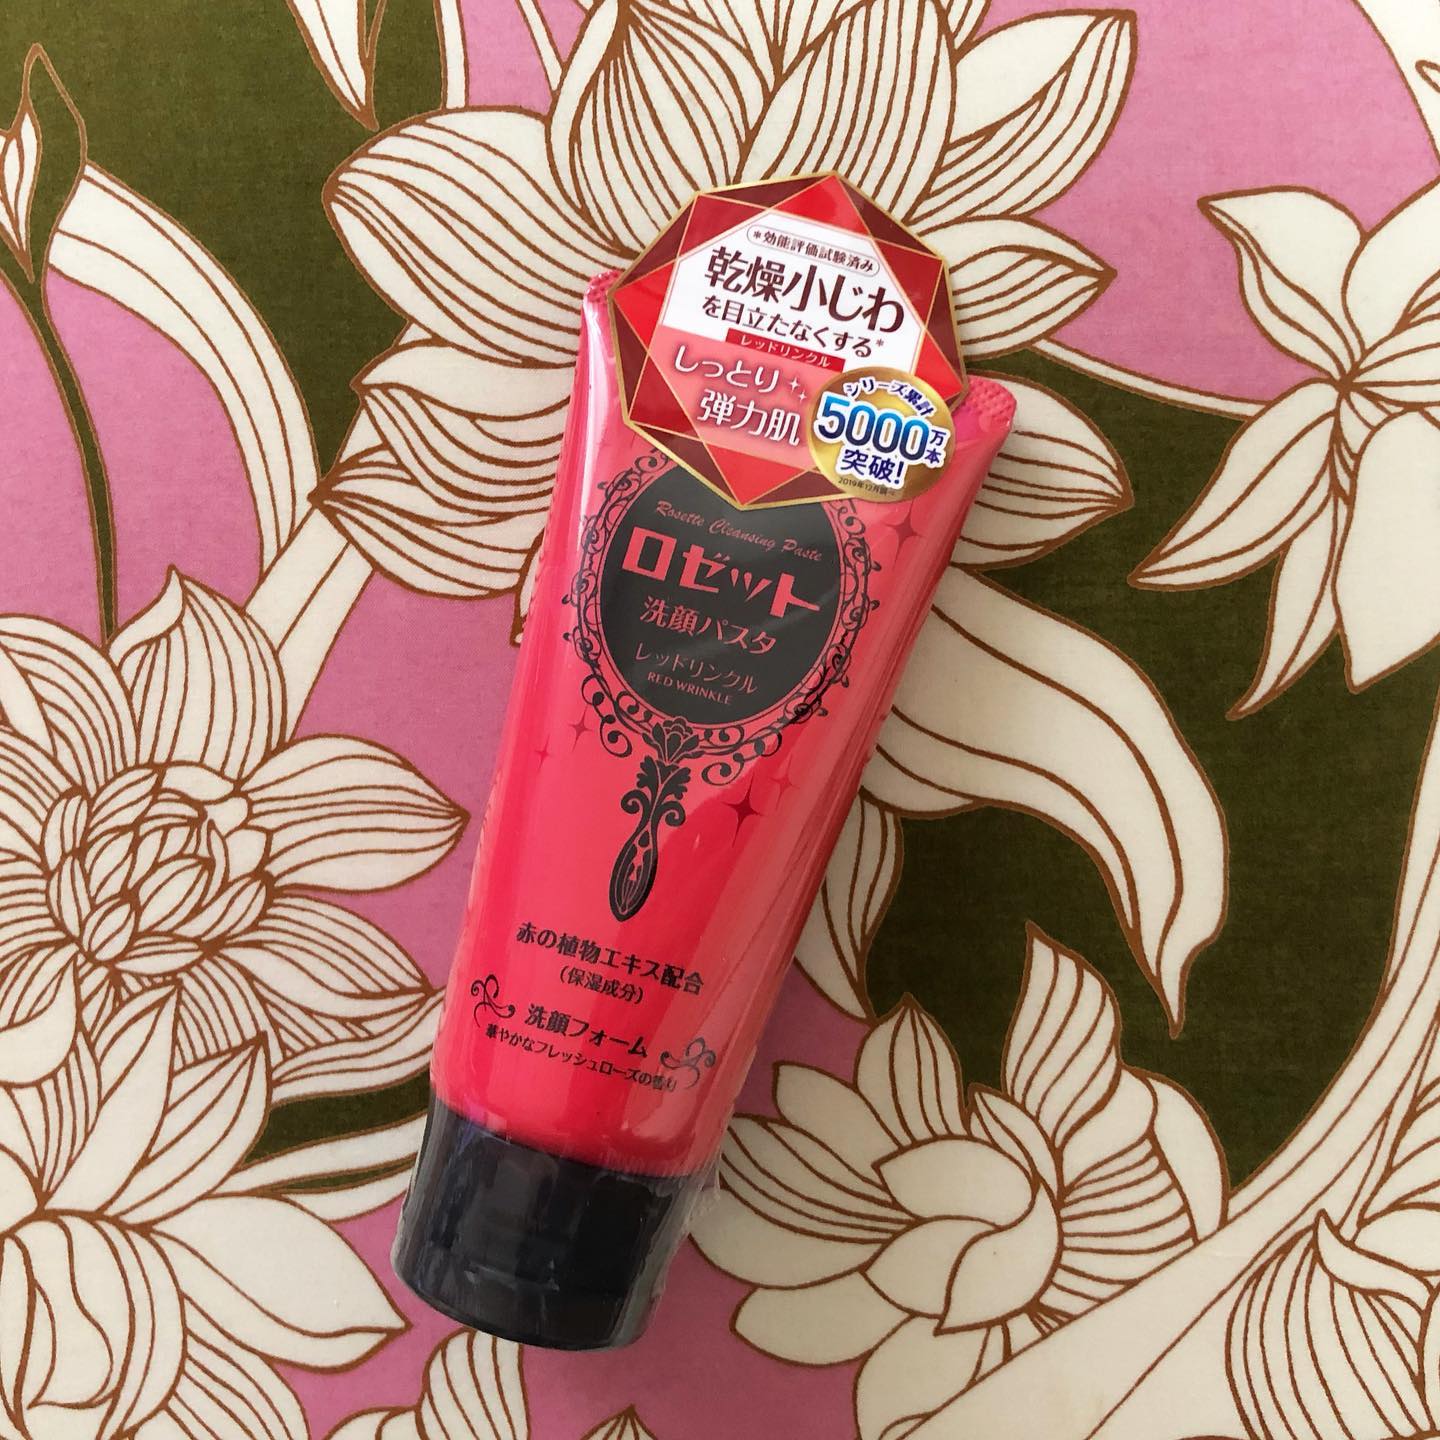 *効能評価試験済み
乾燥小じわ
を目立たなくする*
レッドリンクル
しっとり
弾力肌
シリーズ累計
5000万本
突破!
Rosette Cleansing Paste
ロゼット
洗顔パスタ
レッドリンクル
RED WRINKLE
赤の植物エキス配合
(保湿成分)
洗顔フォーム
華やかなフレッシュローズの香り